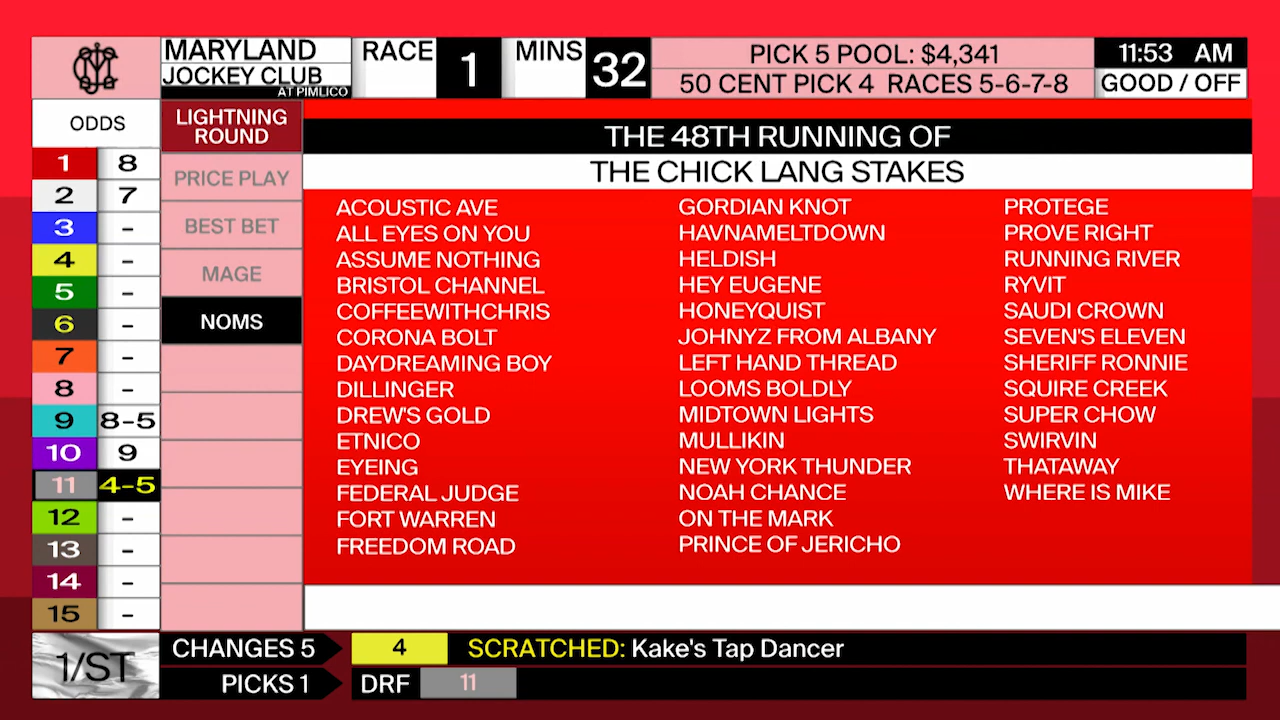 MARYLAND
JOCKEY CLUB
AT PIMLICO
RACE 1 MINS 32
PICK 5 POOL: $4,341
50 CENT PICK 4 RACES 5-6-7-8
11:53 AM
GOOD / OFF
ODDS
1 8
2 7
3 -
4 -
5 -
6 -
7 -
8 -
9 8-5
10 9
11 4-5
12 -
13 -
14 -
15 -
LIGHTNING
ROUND
PRICE PLAY
BEST BET
MAGE
NOMS
THE 48TH RUNNING OF
THE CHICK LANG STAKES
ACOUSTIC AVE
ALL EYES ON YOU
ASSUME NOTHING
BRISTOL CHANNEL
COFFEEWITHCHRIS
CORONA BOLT
DAYDREAMING BOY
DILLINGER
DREW'S GOLD
ETNICO
EYEING
FEDERAL JUDGE
FORT WARREN
FREEDOM ROAD
GORDIAN KNOT
HAVNAMELTDOWN
HELDISH
HEY EUGENE
HONEYQUIST
JOHNYZ FROM ALBANY
LEFT HAND THREAD
LOOMS BOLDLY
MIDTOWN LIGHTS
MULLIKIN
NEW YORK THUNDER
NOAH CHANCE
ON THE MARK
PRINCE OF JERICHO
PROTEGE
PROVE RIGHT
RUNNING RIVER
RYVIT
SAUDI CROWN
SEVEN'S ELEVEN
SHERIFF RONNIE
SQUIRE CREEK
SUPER CHOW
SWIRVIN
THATAWAY
WHERE IS MIKE
1/ST
CHANGES 5 4 SCRATCHED: Kake's Tap Dancer
PICKS 1 DRF 11